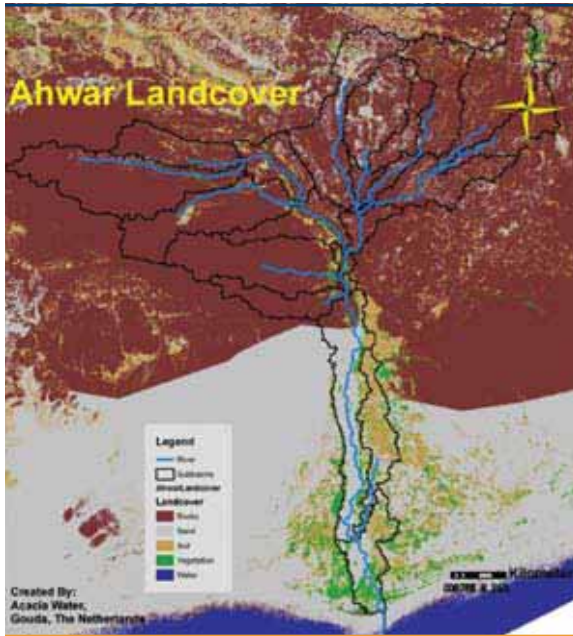 Ahwar Landcover
Legend
River
Subbasins
AhwarLandcover
Landcover
Rocks
Sand
Soil
Vegetation
Water
Kilometers
Created By:
Acacia Water,
Gouda, The Netherlands